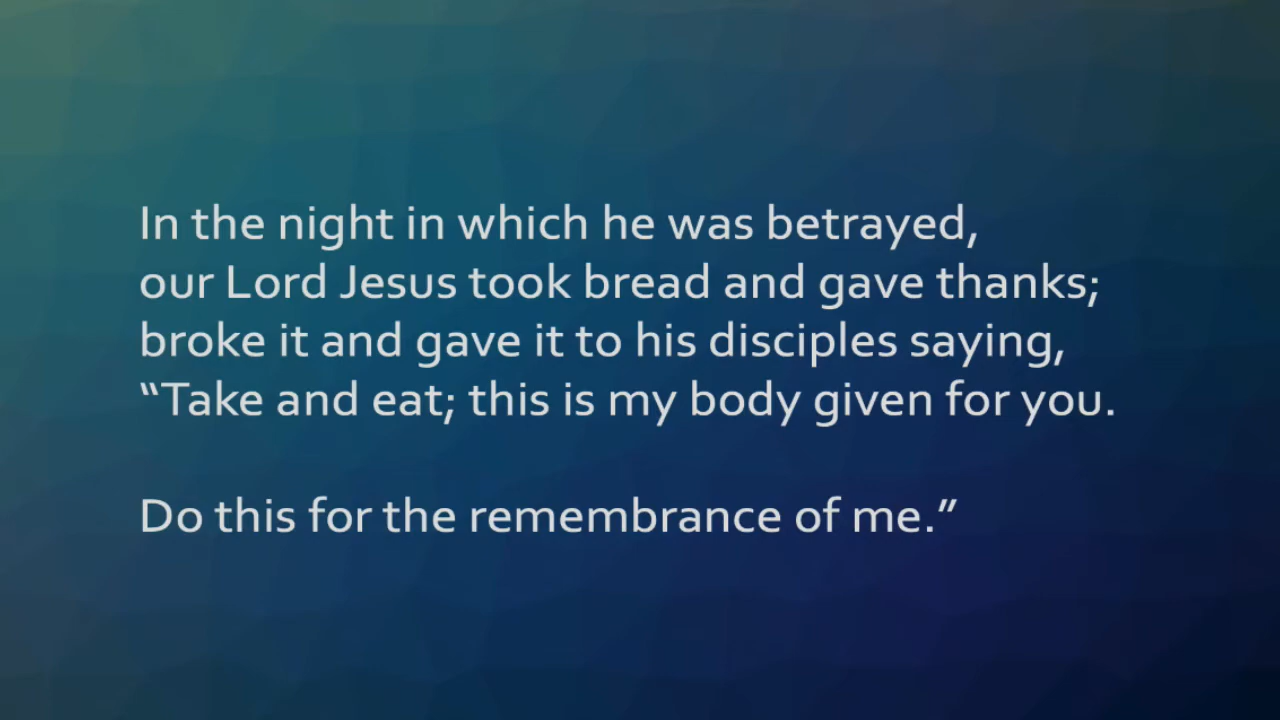 In the night in which he was betrayed,
our Lord Jesus took bread and gave thanks;
broke it and gave it to his disciples saying,
“Take and eat; this is my body given for you.
Do this for the remembrance of me.”